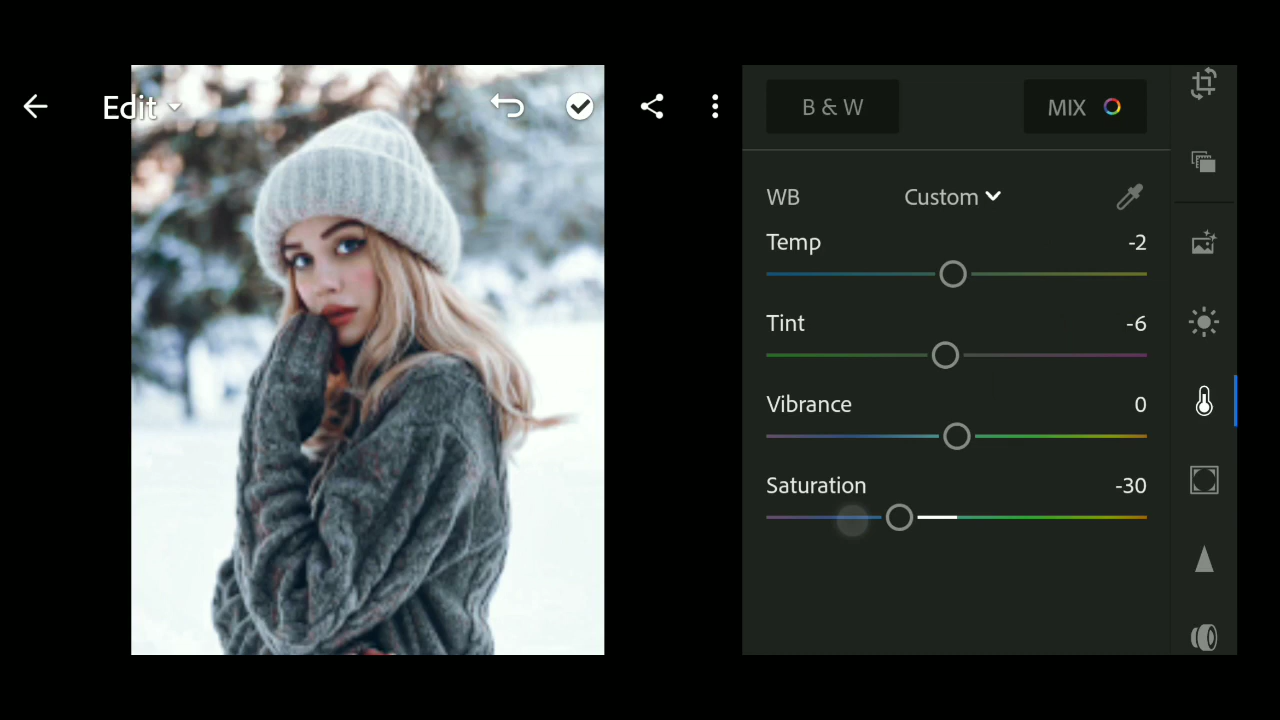 Edit
B & W
MIX
WB Custom
Temp -2
Tint -6
Vibrance 0
Saturation -30